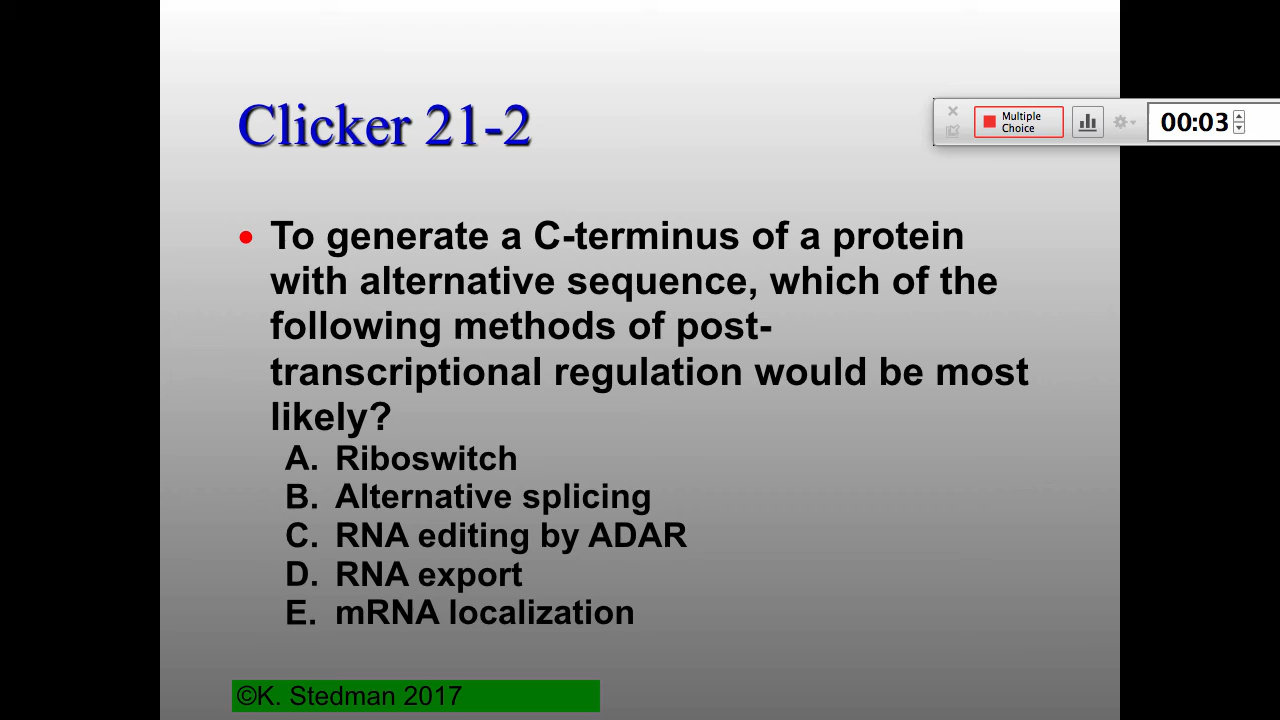 Clicker 21-2
Multiple
Choice
00:03
• To generate a C-terminus of a protein
with alternative sequence, which of the
following methods of post-
transcriptional regulation would be most
likely?
A. Riboswitch
B. Alternative splicing
C. RNA editing by ADAR
D. RNA export
E. mRNA localization
©K. Stedman 2017